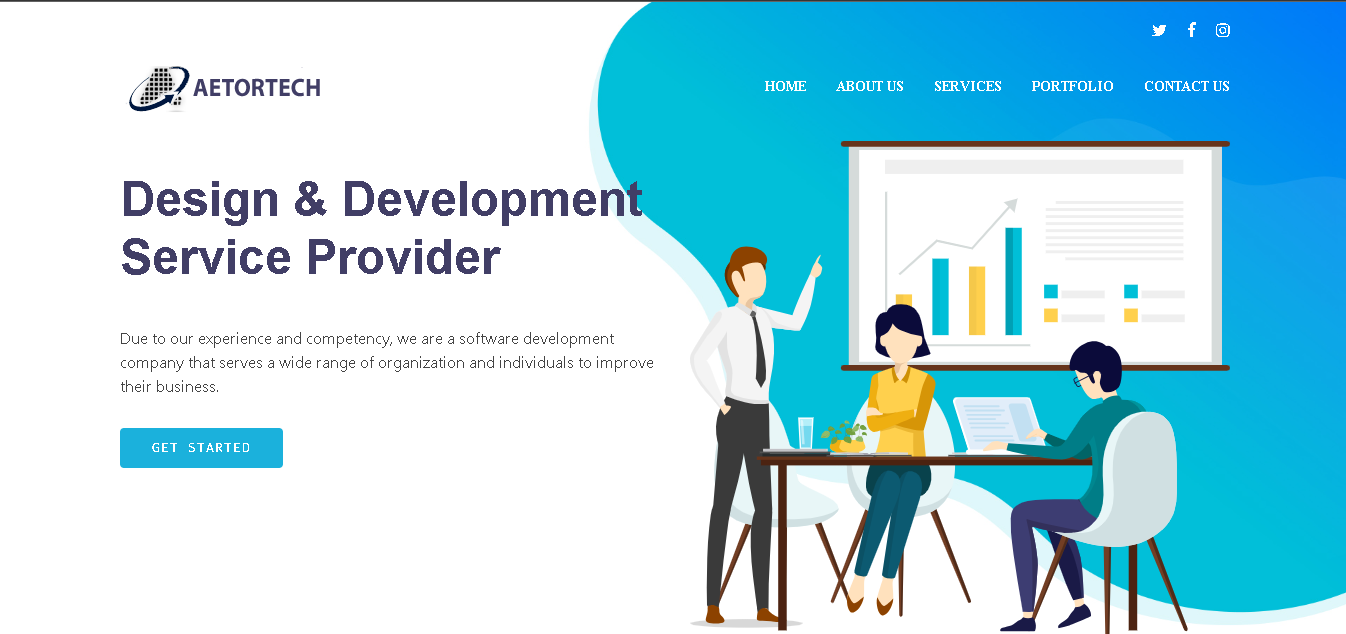 AETORTECH
HOME ABOUT US SERVICES PORTFOLIO CONTACT US
Design & Development
Service Provider
Due to our experience and competency, we are a software development
company that serves a wide range of organization and individuals to improve
their business.
GET STARTED